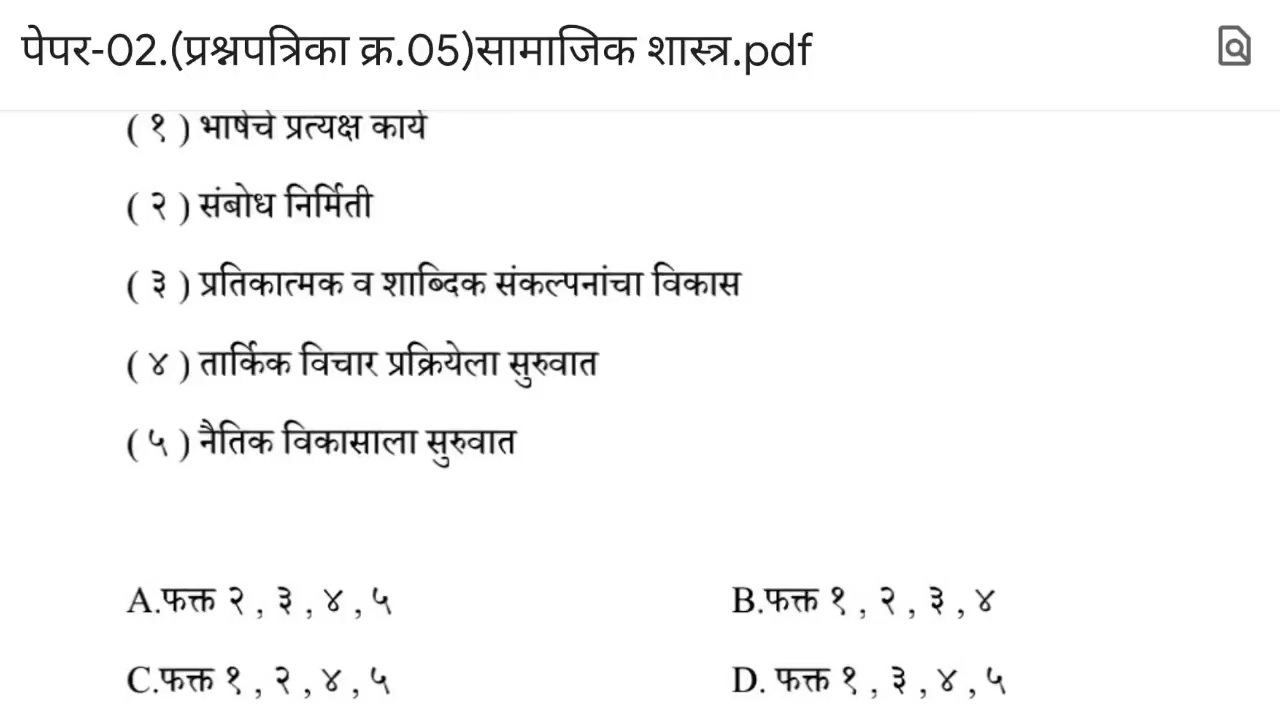 पेपर-02.(प्रश्नपत्रिका क्र.05)सामाजिक शास्त्र.pdf
( १ ) भाषेचे प्रत्यक्ष कार्य
( २ ) संबोध निर्मिती
( ३ ) प्रतिकात्मक व शाब्दिक संकल्पनांचा विकास
( ४ ) तार्किक विचार प्रक्रियेला सुरुवात
( ५ ) नैतिक विकासाला सुरुवात
A.फक्त २ , ३ , ४ , ५ B.फक्त १ , २ , ३ , ४
C.फक्त १ , २ , ४ , ५ D. फक्त १ , ३ , ४ , ५